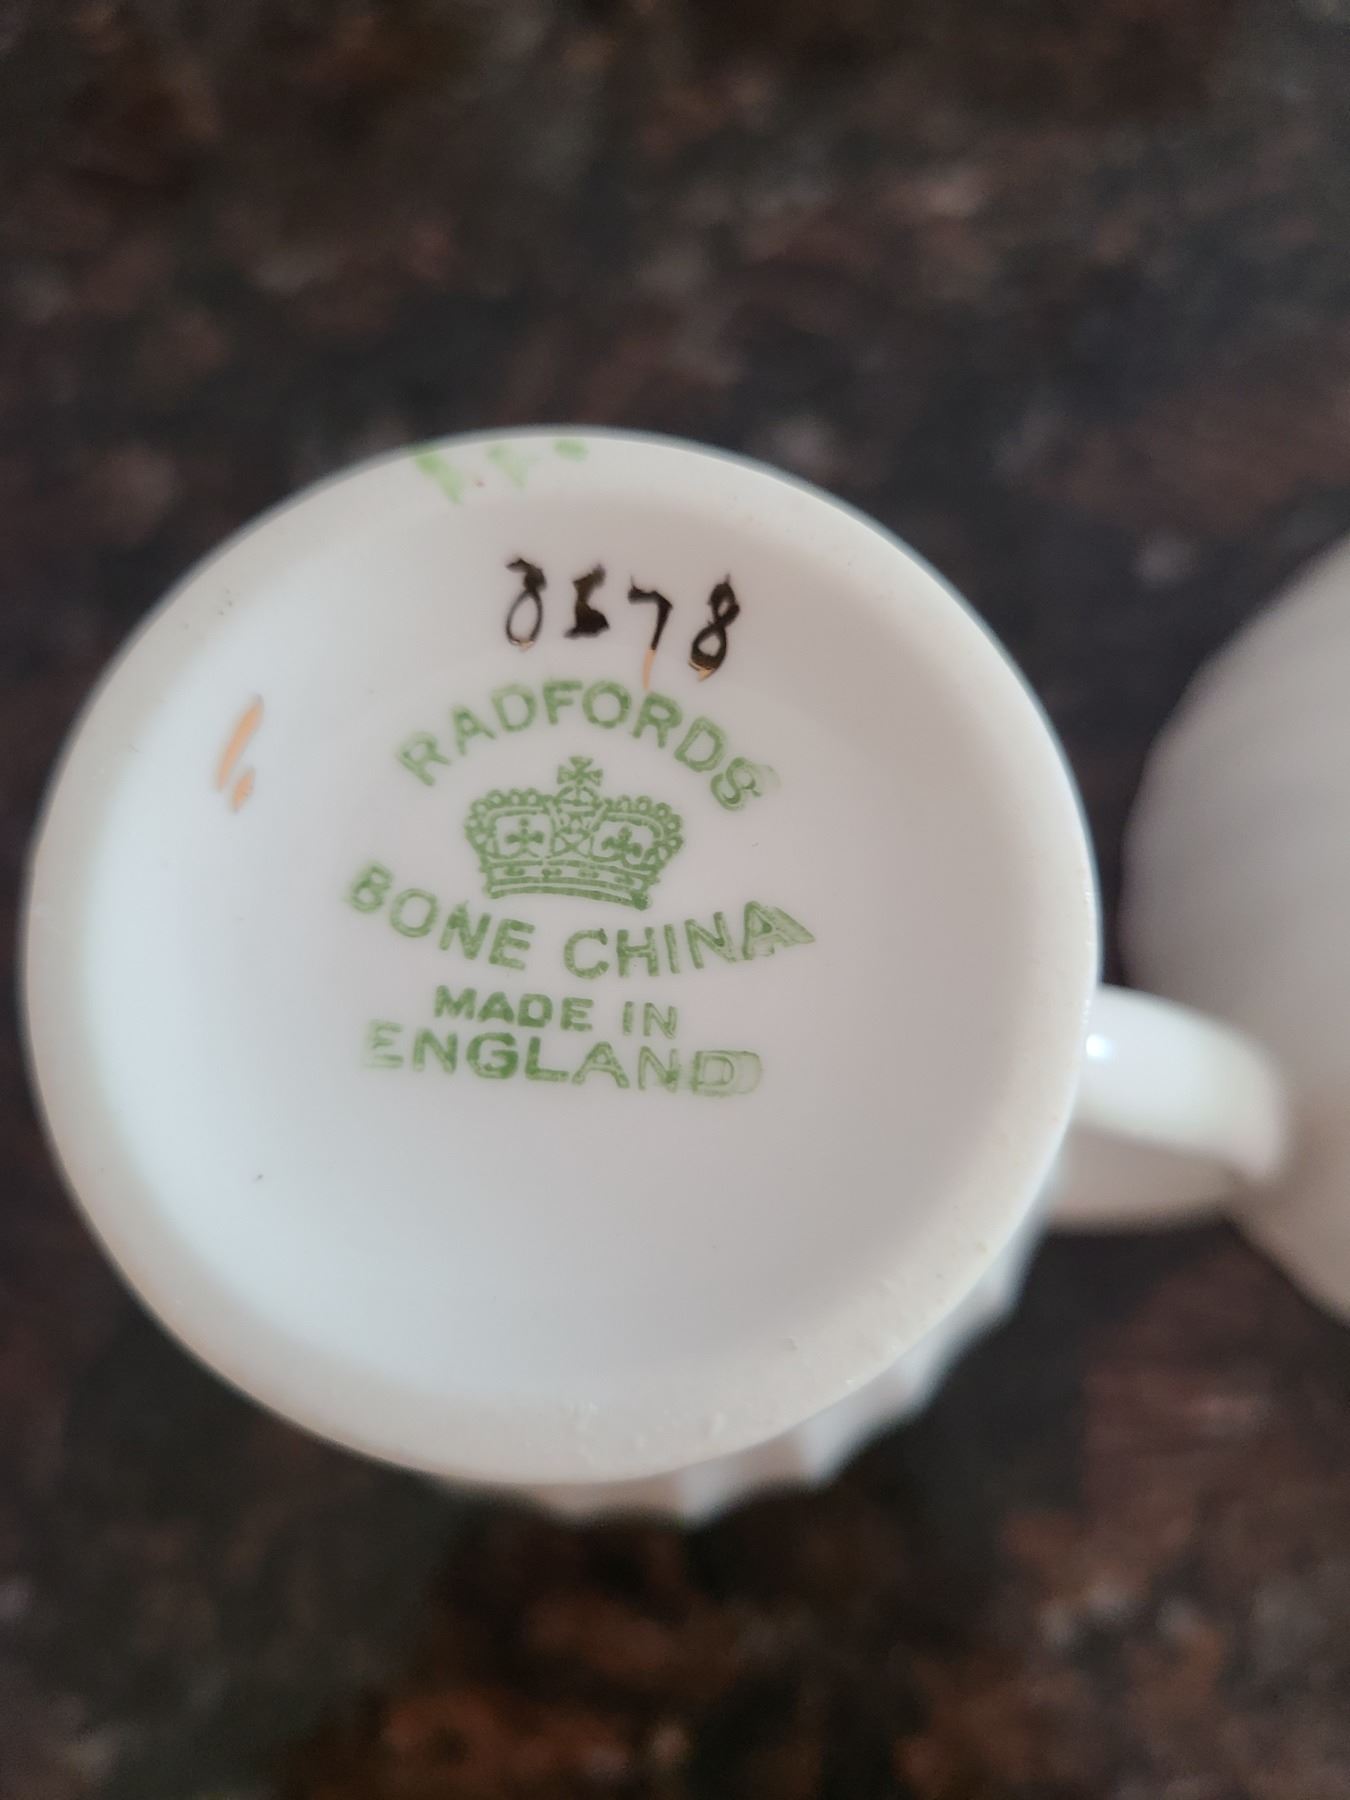 8578
RADFORDS
BONE CHINA
MADE IN
ENGLAND